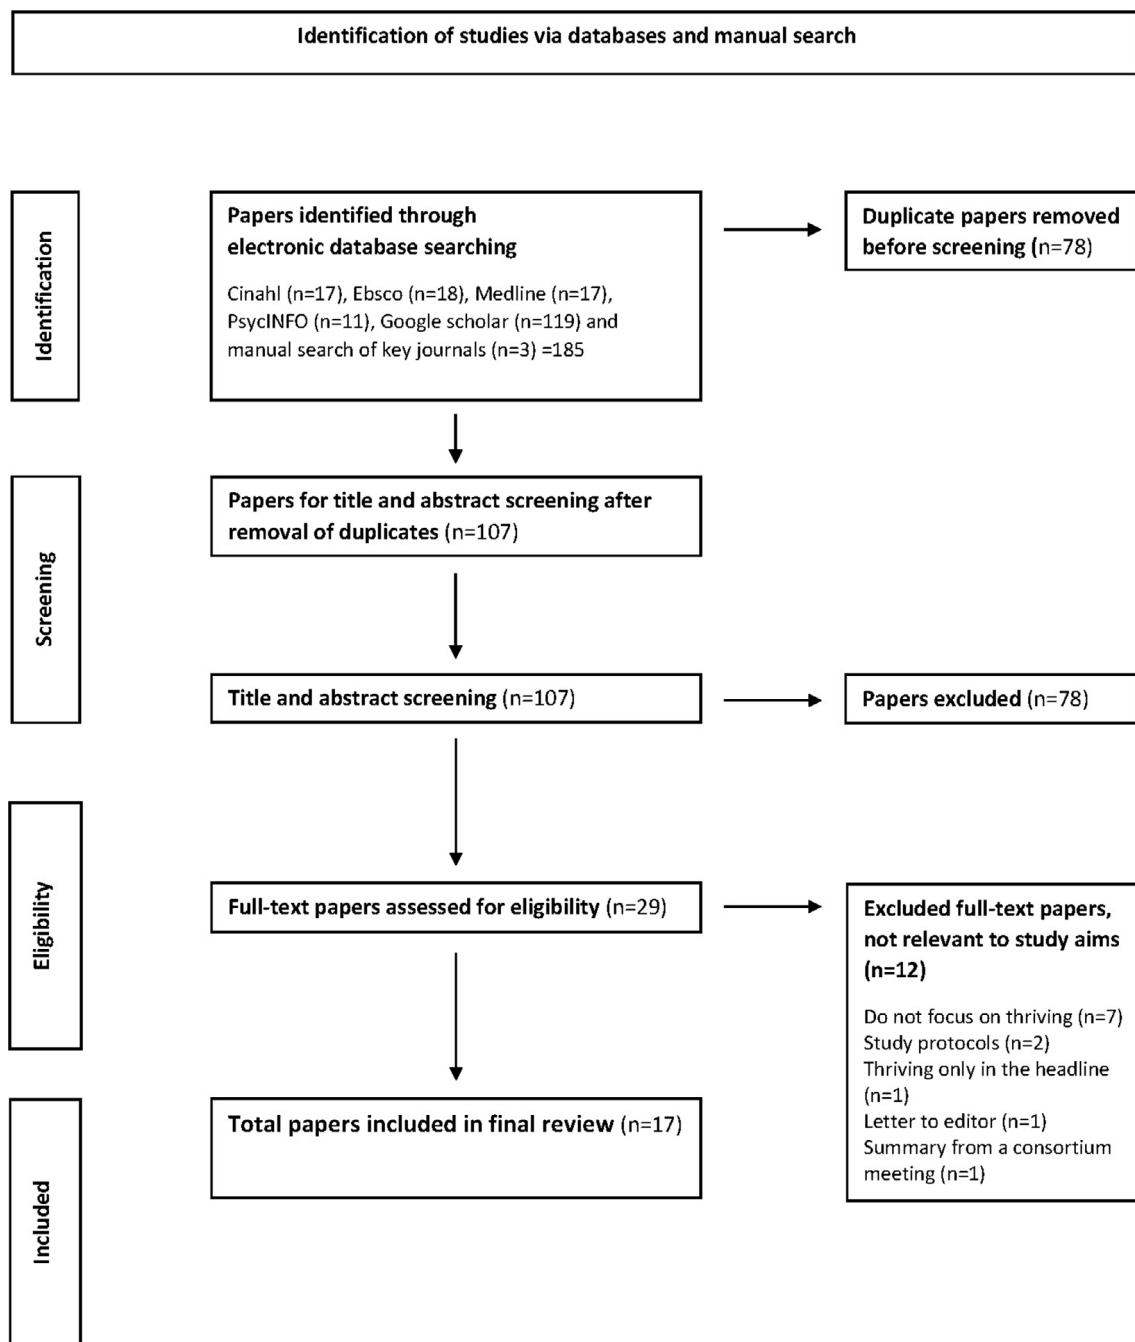 Identification of studies via databases and manual search
Identification
Papers identified through
electronic database searching
Cinahl (n=17), Ebsco (n=18), Medline (n=17),
PsycINFO (n=11), Google scholar (n=119) and
manual search of key journals (n=3) =185
Duplicate papers removed
before screening (n=78)
Screening
Papers for title and abstract screening after
removal of duplicates (n=107)
Title and abstract screening (n=107)
Papers excluded (n=78)
Eligibility
Full-text papers assessed for eligibility (n=29)
Excluded full-text papers,
not relevant to study aims
(n=12)
Do not focus on thriving (n=7)
Study protocols (n=2)
Thriving only in the headline
(n=1)
Letter to editor (n=1)
Summary from a consortium
meeting (n=1)
Included
Total papers included in final review (n=17)